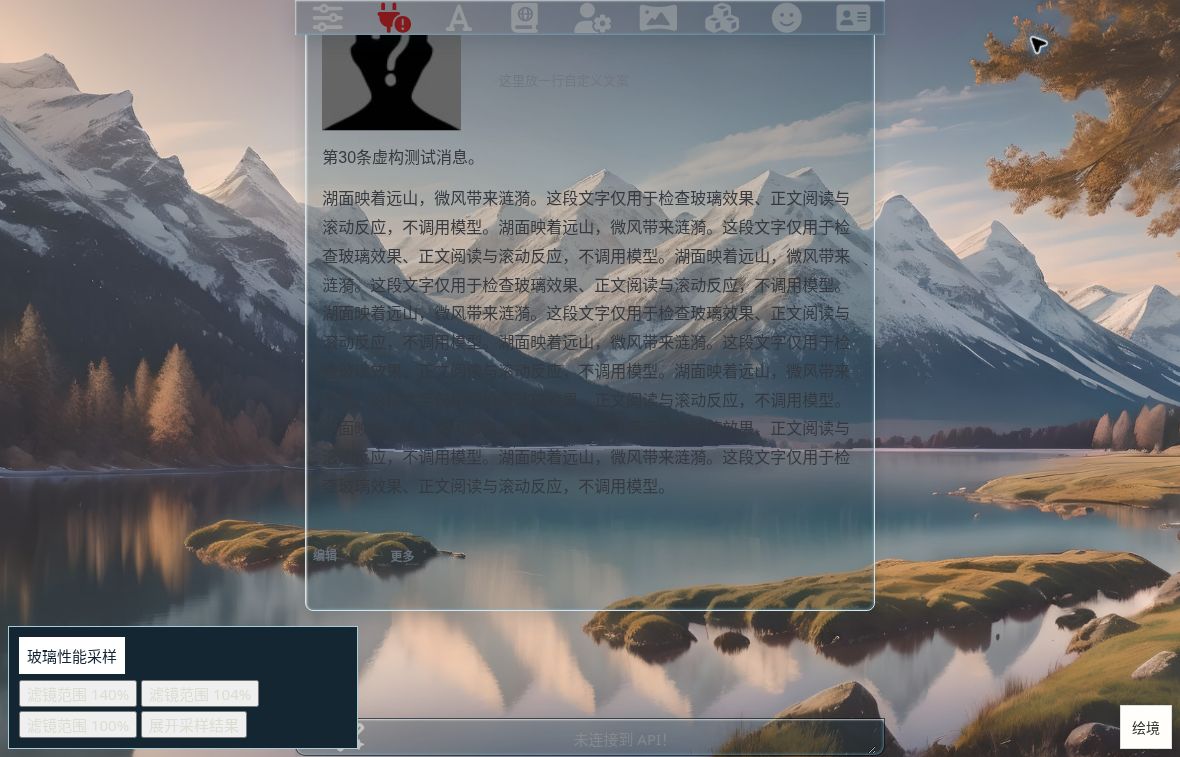 这里放一行自定义文案
第30条虚构测试消息。
湖面映着远山，微风带来涟漪。这段文字仅用于检查玻璃效果、正文阅读与
滚动反应，不调用模型。湖面映着远山，微风带来涟漪。这段文字仅用于检
查玻璃效果、正文阅读与滚动反应，不调用模型。湖面映着远山，微风带来
涟漪。这段文字仅用于检查玻璃效果、正文阅读与滚动反应，不调用模型。
湖面映着远山，微风带来涟漪。这段文字仅用于检查玻璃效果、正文阅读与
滚动反应，不调用模型。湖面映着远山，微风带来涟漪。这段文字仅用于检
查玻璃效果、正文阅读与滚动反应，不调用模型。湖面映着远山，微风带来
正文阅读与滚动反应，不调用模型。
正文阅读与
应，不调用模型。湖面映着远山，微风带来涟漪。这段文字仅用于检
查玻璃效果、正文阅读与滚动反应，不调用模型。
编辑 更多
玻璃性能采样
滤镜范围 140% 滤镜范围 104%
滤镜范围 100% 展开采样结果
未连接到 API！
绘境